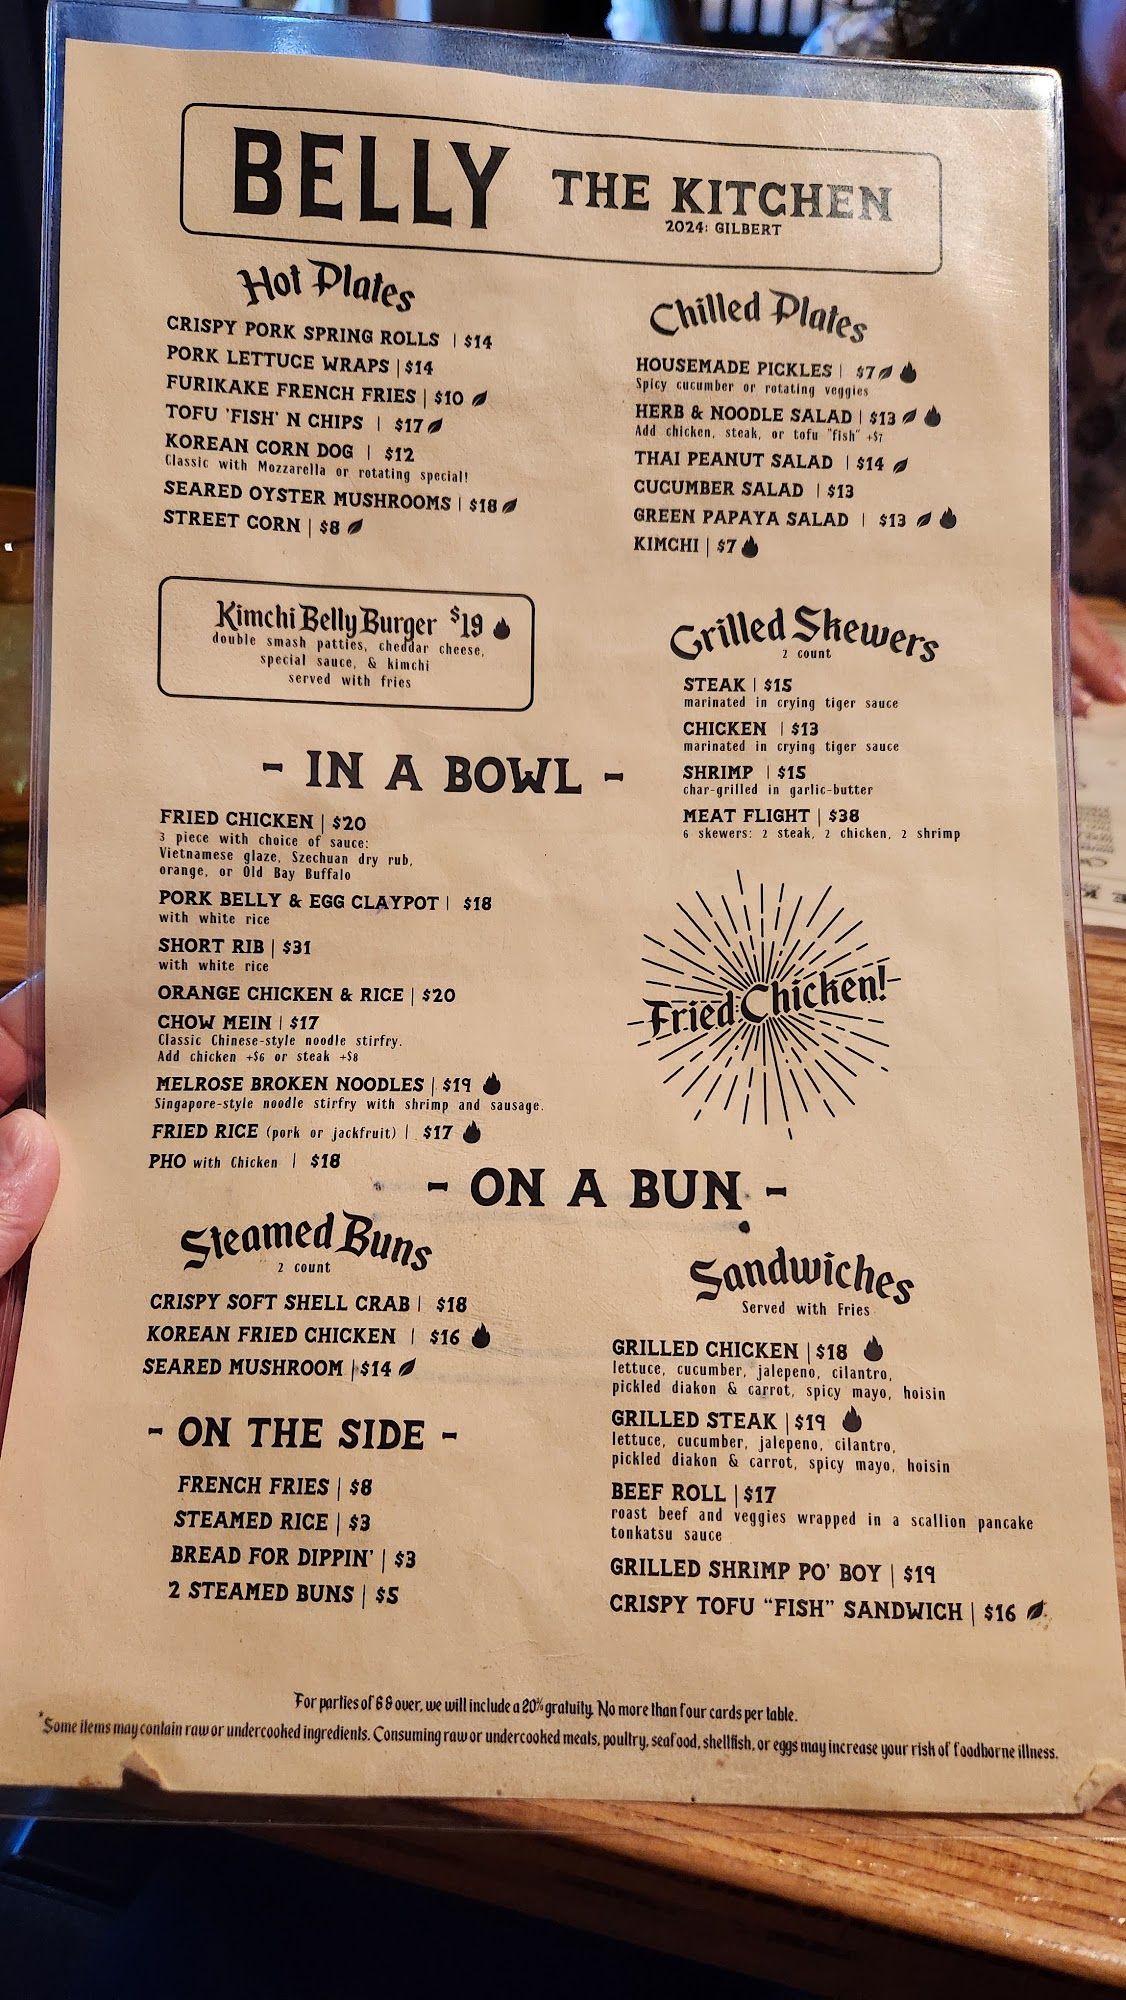 BELLY THE KITCHEN
2024: GILBERT
Hot Plates
CRISPY PORK SPRING ROLLS | $14
PORK LETTUCE WRAPS | $14
FURIKAKE FRENCH FRIES | $10
TOFU 'FISH' N CHIPS | $17
KOREAN CORN DOG | $12
Classic with Mozzarella or rotating special!
SEARED OYSTER MUSHROOMS | $18
STREET CORN | $8
Chilled Plates
HOUSEMADE PICKLES | $7
Spicy cucumber or rotating veggies
HERB & NOODLE SALAD | $13
Add chicken, steak, or tofu "fish" +$7
THAI PEANUT SALAD | $14
CUCUMBER SALAD | $13
GREEN PAPAYA SALAD | $13
KIMCHI | $7
Kimchi Belly Burger $19
double smash patties, cheddar cheese,
special sauce, & kimchi
served with fries
Grilled Skewers
2 count
STEAK | $15
marinated in crying tiger sauce
CHICKEN | $13
marinated in crying tiger sauce
SHRIMP | $15
char-grilled in garlic-butter
MEAT FLIGHT | $38
6 skewers: 2 steak, 2 chicken, 2 shrimp
- IN A BOWL -
FRIED CHICKEN | $20
3 piece with choice of sauce:
Vietnamese glaze, Szechuan dry rub,
orange, or Old Bay Buffalo
PORK BELLY & EGG CLAYPOT | $18
with white rice
SHORT RIB | $31
with white rice
ORANGE CHICKEN & RICE | $20
CHOW MEIN | $17
Classic Chinese-style noodle stirfry.
Add chicken +$6 or steak +$8
MELROSE BROKEN NOODLES | $19
Singapore-style noodle stirfry with shrimp and sausage.
FRIED RICE (pork or jackfruit) | $17
PHO with Chicken | $18
Fried Chicken!
- ON A BUN -
Steamed Buns
2 count
CRISPY SOFT SHELL CRAB | $18
KOREAN FRIED CHICKEN | $16
SEARED MUSHROOM | $14
Sandwiches
Served with Fries
GRILLED CHICKEN | $18
lettuce, cucumber, jalepeno, cilantro,
pickled diakon & carrot, spicy mayo, hoisin
GRILLED STEAK | $19
lettuce, cucumber, jalepeno, cilantro,
pickled diakon & carrot, spicy mayo, hoisin
BEEF ROLL | $17
roast beef and veggies wrapped in a scallion pancake
tonkatsu sauce
GRILLED SHRIMP PO' BOY | $19
CRISPY TOFU "FISH" SANDWICH | $16
- ON THE SIDE -
FRENCH FRIES | $8
STEAMED RICE | $3
BREAD FOR DIPPIN' | $3
2 STEAMED BUNS | $5
For parties of 6 & over, we will include a 20% gratuity. No more than four cards per table.
*Some items may contain raw or undercooked ingredients. Consuming raw or undercooked meats, poultry, seafood, shellfish, or eggs may increase your risk of foodborne illness.